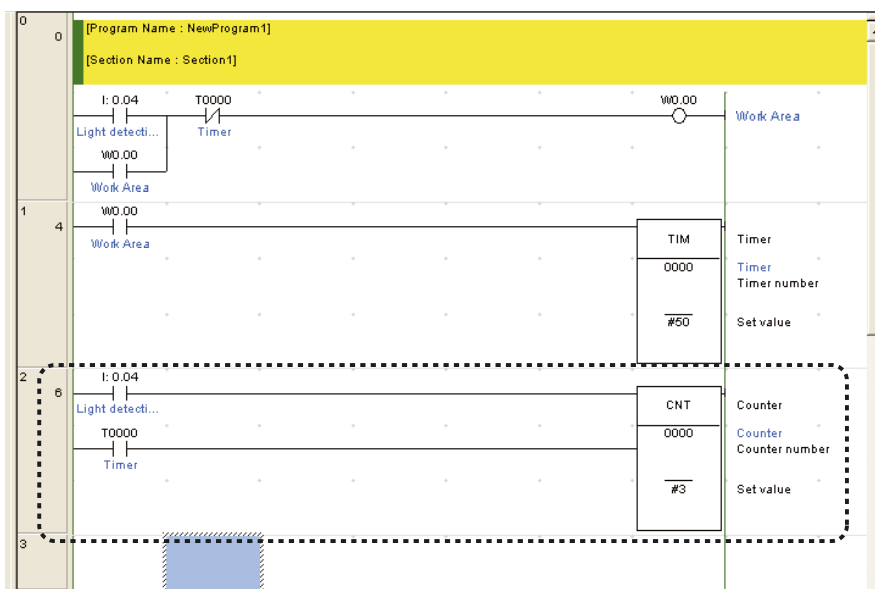 0
0
[Program Name : NewProgram1]
[Section Name : Section1]
I: 0.04 T0000 W0.00
Work Area
Light detecti... Timer
W0.00
Work Area
1
4
W0.00
Work Area
TIM Timer
0000 Timer
Timer number
#50 Set value
2
6
I: 0.04
Light detecti...
CNT Counter
T0000
0000 Counter
Timer
Counter number
#3 Set value
3